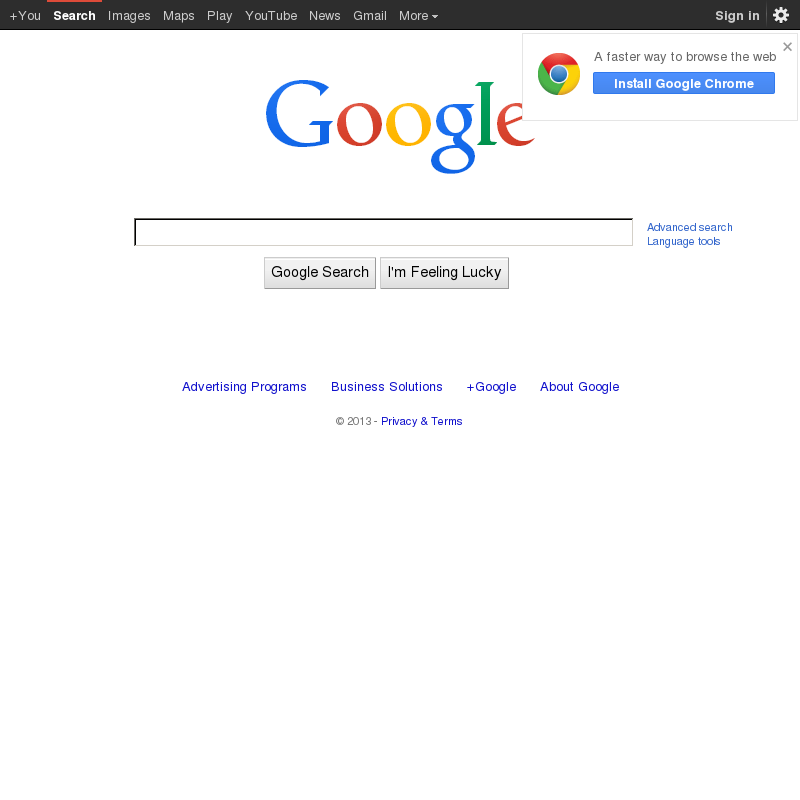 +You Search Images Maps Play YouTube News Gmail More Sign in
A faster way to browse the web
Install Google Chrome
Google
Advanced search
Language tools
Google Search I'm Feeling Lucky
Advertising Programs Business Solutions +Google About Google
© 2013 - Privacy & Terms